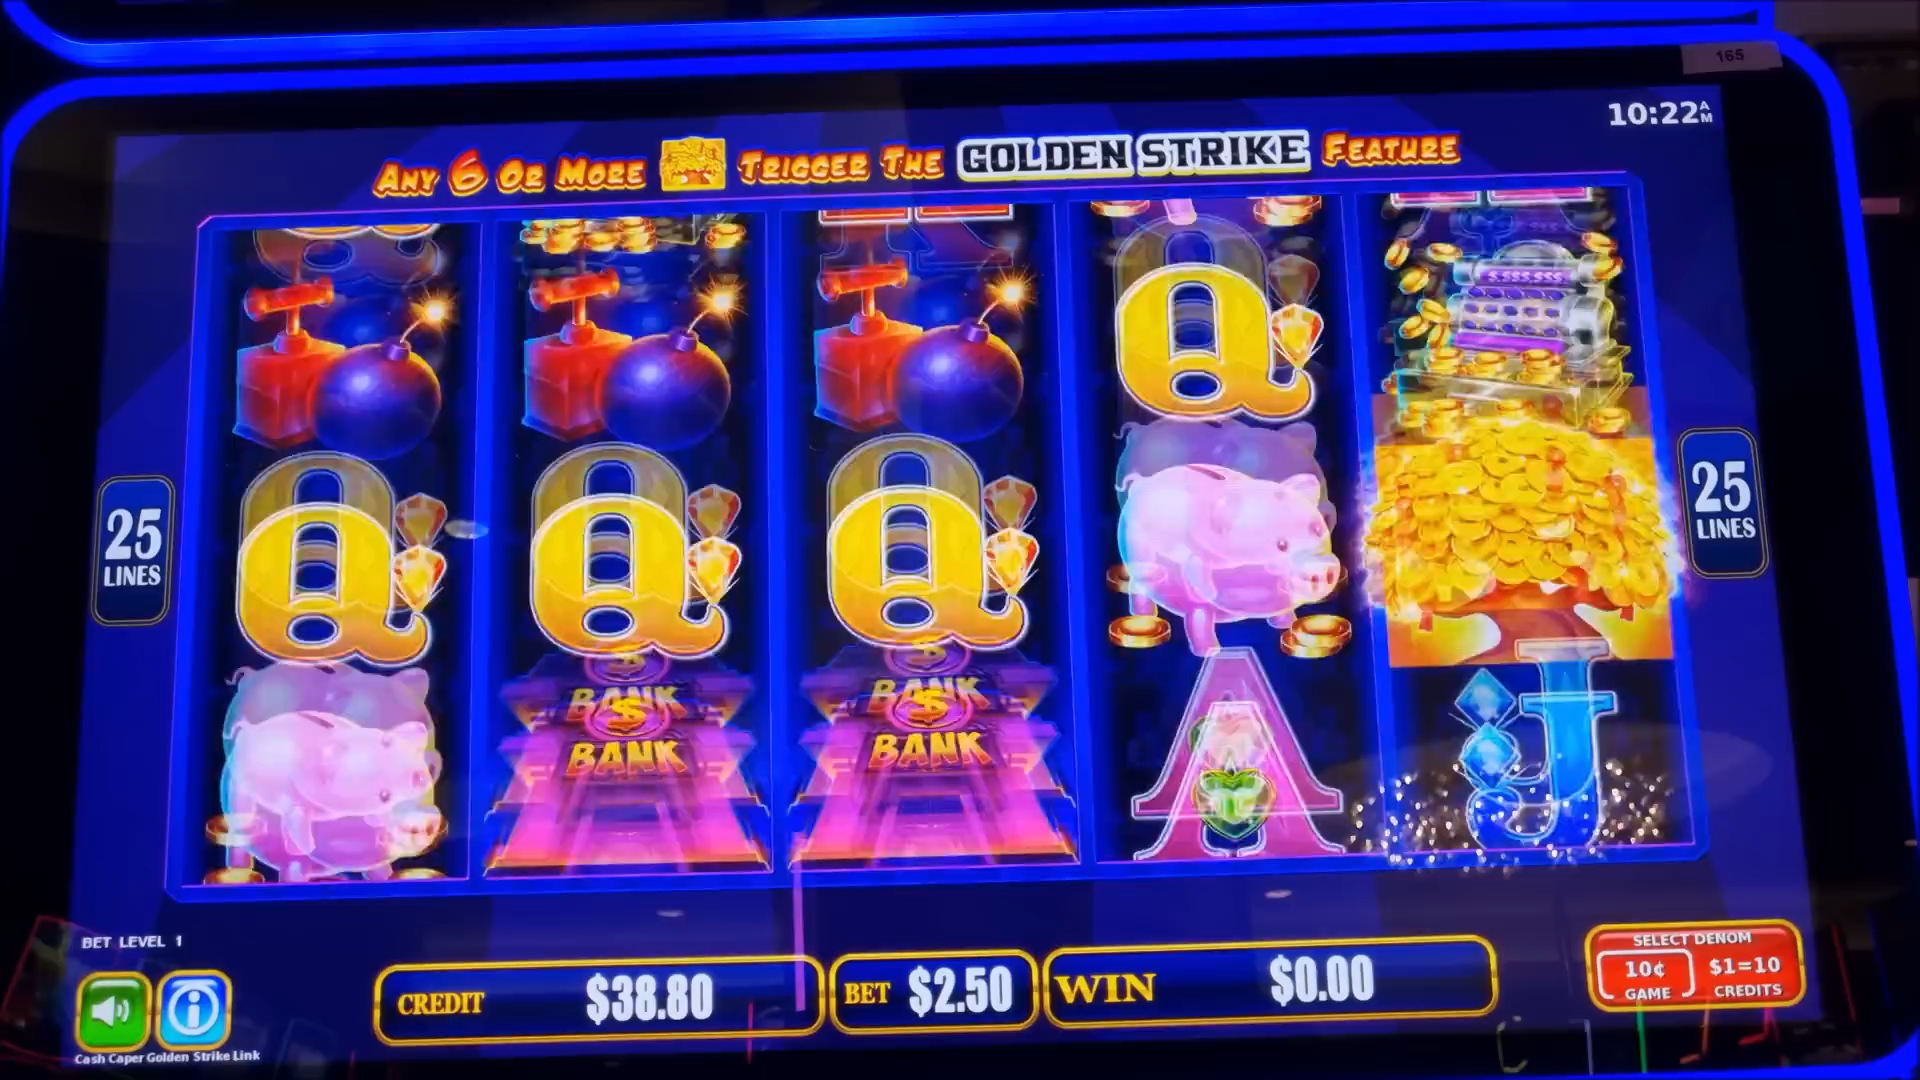 165
10:22AM
ANY 6 OR MORE TRIGGER THE GOLDEN STRIKE FEATURE
$,$$$,$$$
Q
Q
Q
Q
25
LINES
25
LINES
BANK
$
BANK
BANK
$
BANK
A
J
BET LEVEL 1
CREDIT $38.80
BET $2.50
WIN $0.00
SELECT DENOM
10¢
GAME
$1=10
CREDITS
Cash Caper Golden Strike Link